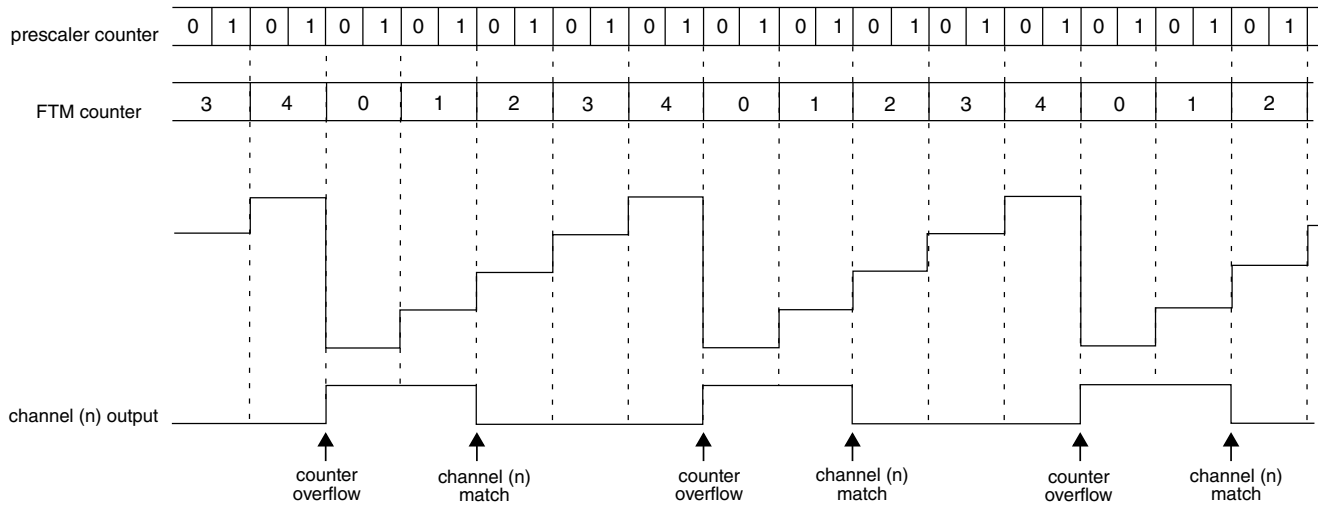 prescaler counter 0 1 0 1 0 1 0 1 0 1 0 1 0 1 0 1 0 1 0 1 0 1 0 1 0 1 0 1 0 1
FTM counter 3 4 0 1 2 3 4 0 1 2 3 4 0 1 2
channel (n) output
counter overflow
channel (n) match
counter overflow
channel (n) match
counter overflow
channel (n) match